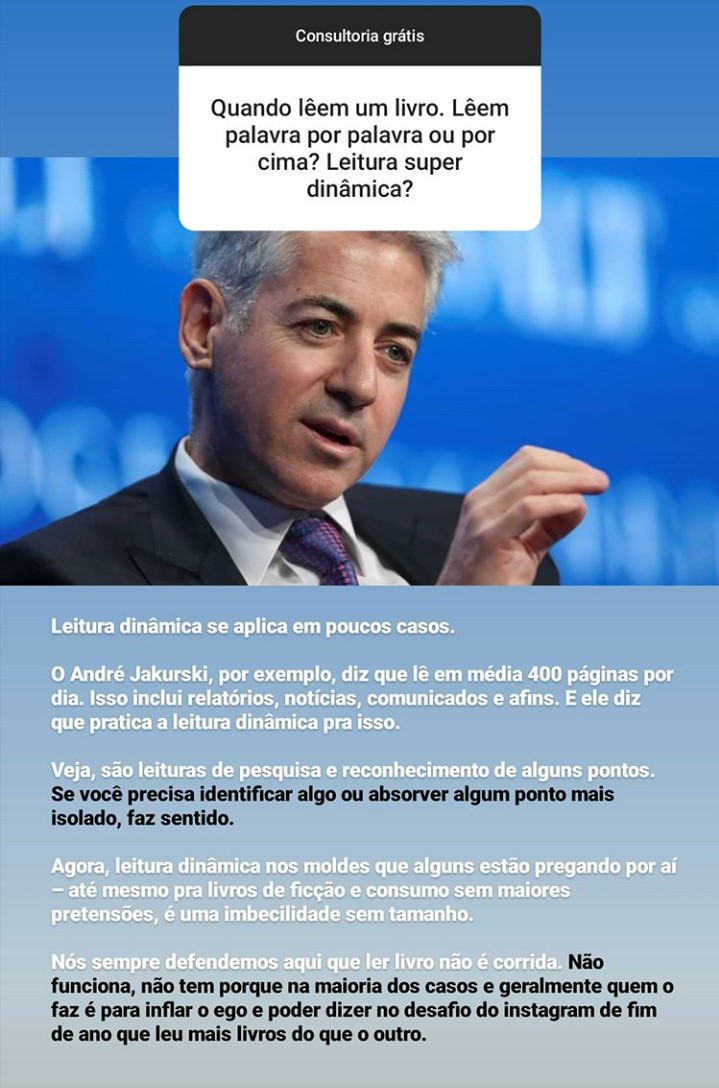 Consultoria grátis
Quando lêem um livro. Lêem
palavra por palavra ou por
cima? Leitura super
dinâmica?
Leitura dinâmica se aplica em poucos casos.
O André Jakurski, por exemplo, diz que lê em média 400 páginas por
dia. Isso inclui relatórios, notícias, comunicados e afins. E ele diz
que pratica a leitura dinâmica pra isso.
Veja, são leituras de pesquisa e reconhecimento de alguns pontos.
Se você precisa identificar algo ou absorver algum ponto mais
isolado, faz sentido.
Agora, leitura dinâmica nos moldes que alguns estão pregando por aí
– até mesmo pra livros de ficção e consumo sem maiores
pretensões, é uma imbecilidade sem tamanho.
Nós sempre defendemos aqui que ler livro não é corrida. Não
funciona, não tem porque na maioria dos casos e geralmente quem o
faz é para inflar o ego e poder dizer no desafio do instagram de fim
de ano que leu mais livros do que o outro.